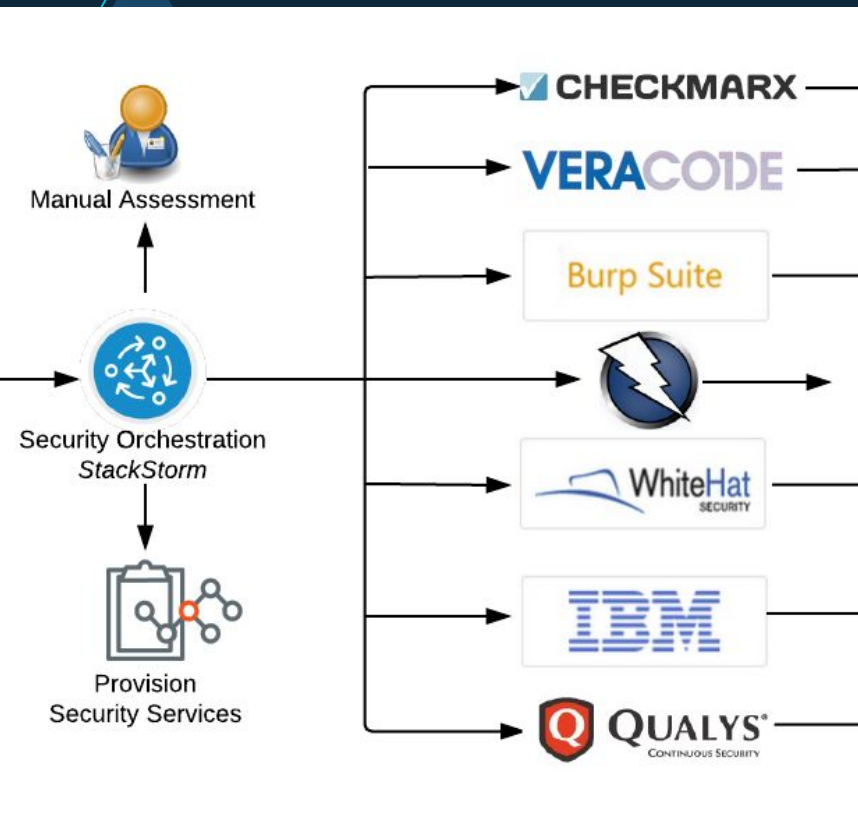 Manual Assessment
Security Orchestration
StackStorm
Provision
Security Services
CHECKMARX
VERACODE
Burp Suite
WhiteHat
SECURITY
IBM
Q QUALYS®
CONTINUOUS SECURITY